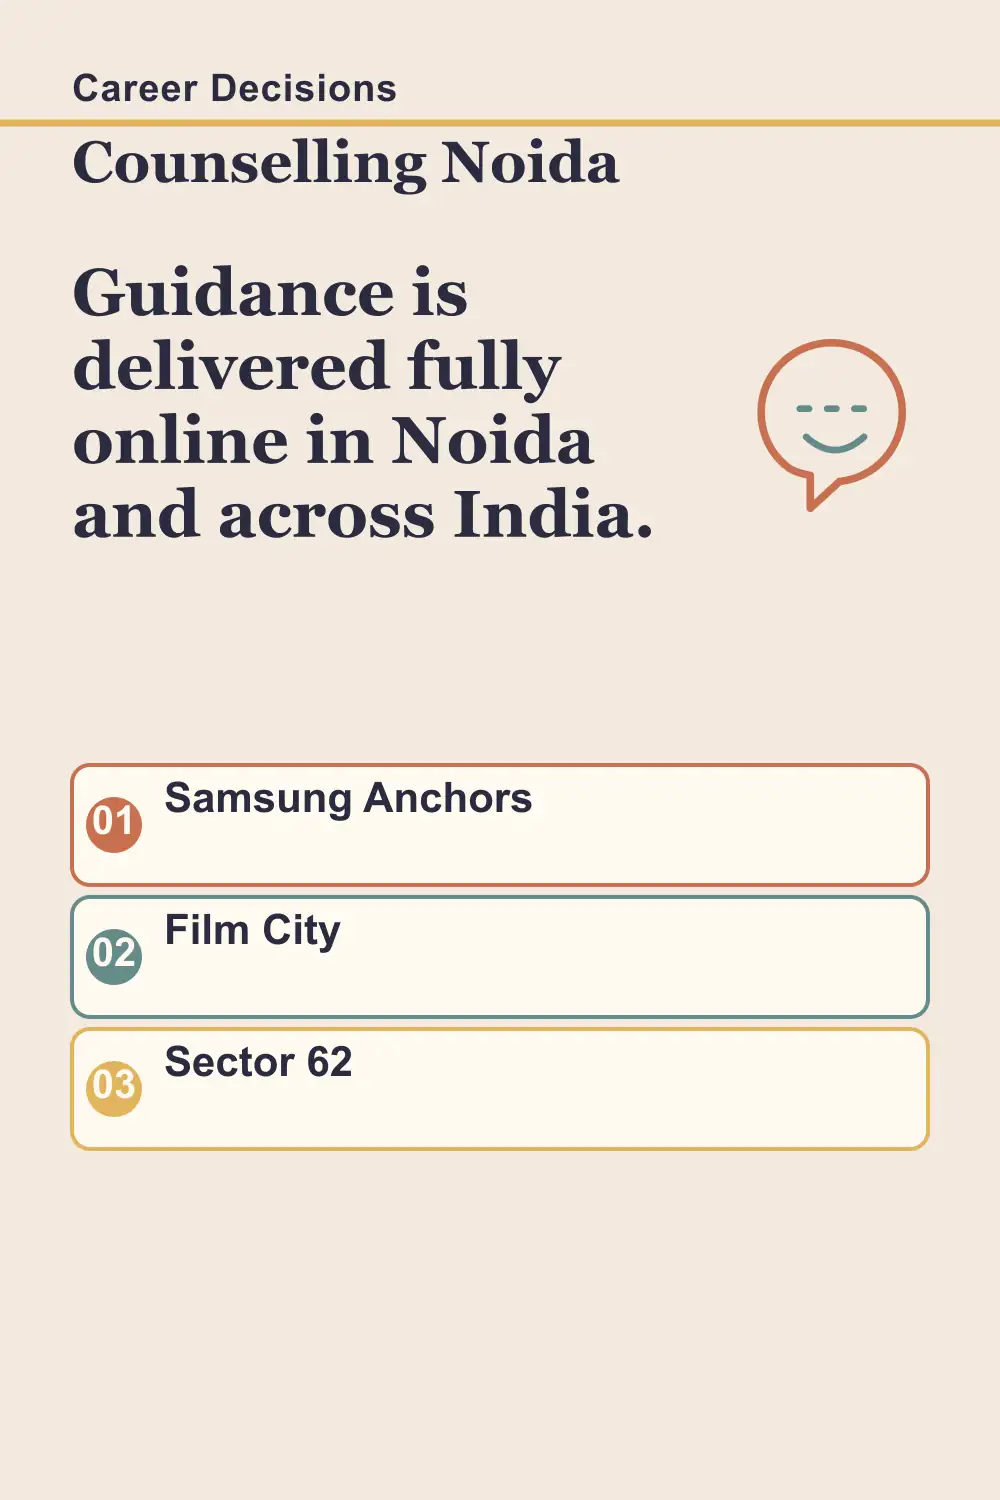 Career Decisions
Counselling Noida
Guidance is
delivered fully
online in Noida
and across India.
01
Samsung Anchors
02
Film City
03
Sector 62